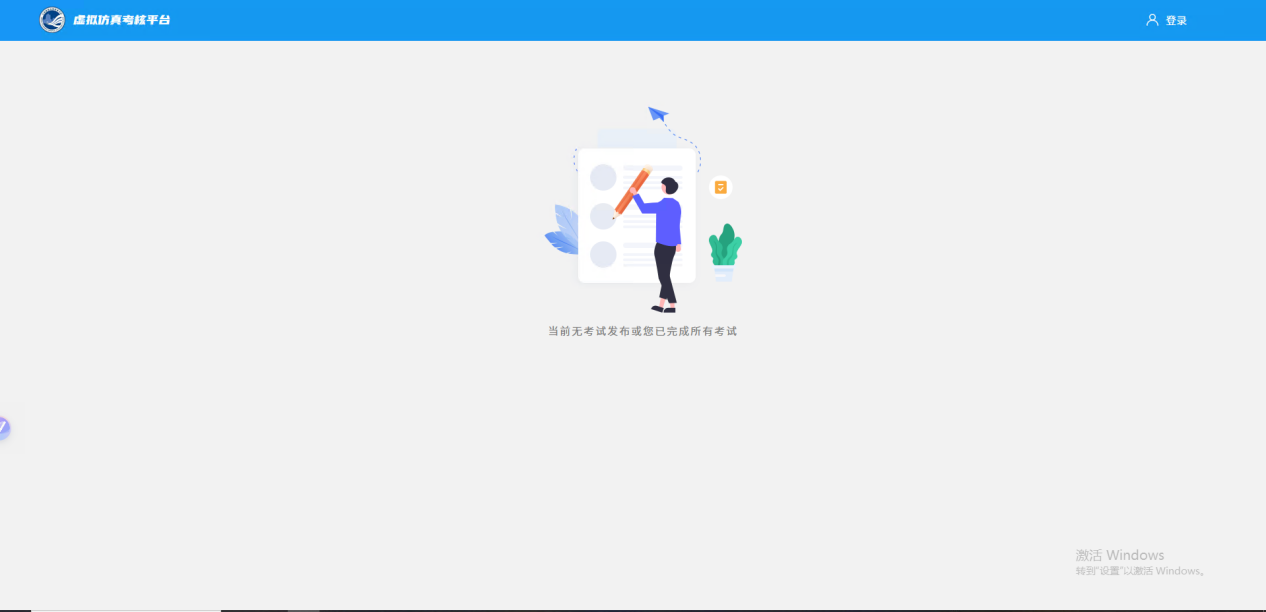 虚拟仿真考核平台
登录
当前无考试发布或您已完成所有考试
激活 Windows
转到"设置"以激活 Windows。